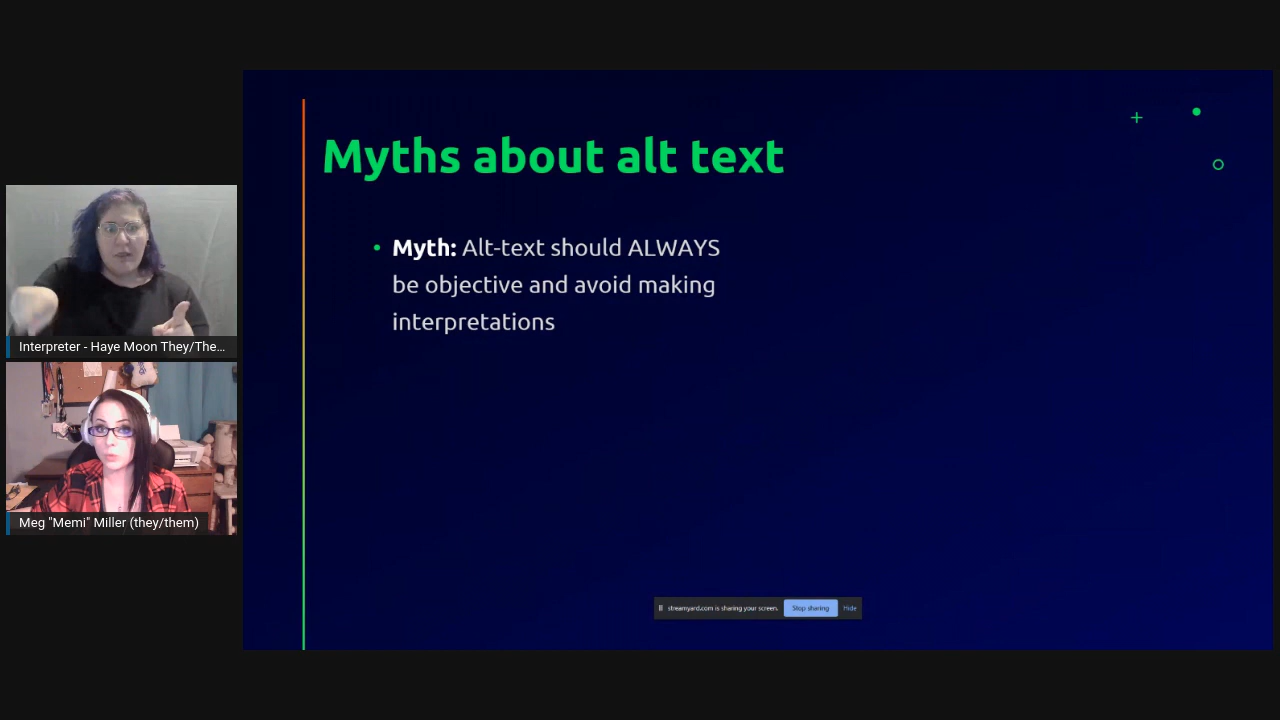 Myths about alt text
• Myth: Alt-text should ALWAYS
be objective and avoid making
interpretations
Interpreter - Haye Moon They/The...
Meg "Memi" Miller (they/them)
streamyard.com is sharing your screen. Stop sharing Hide